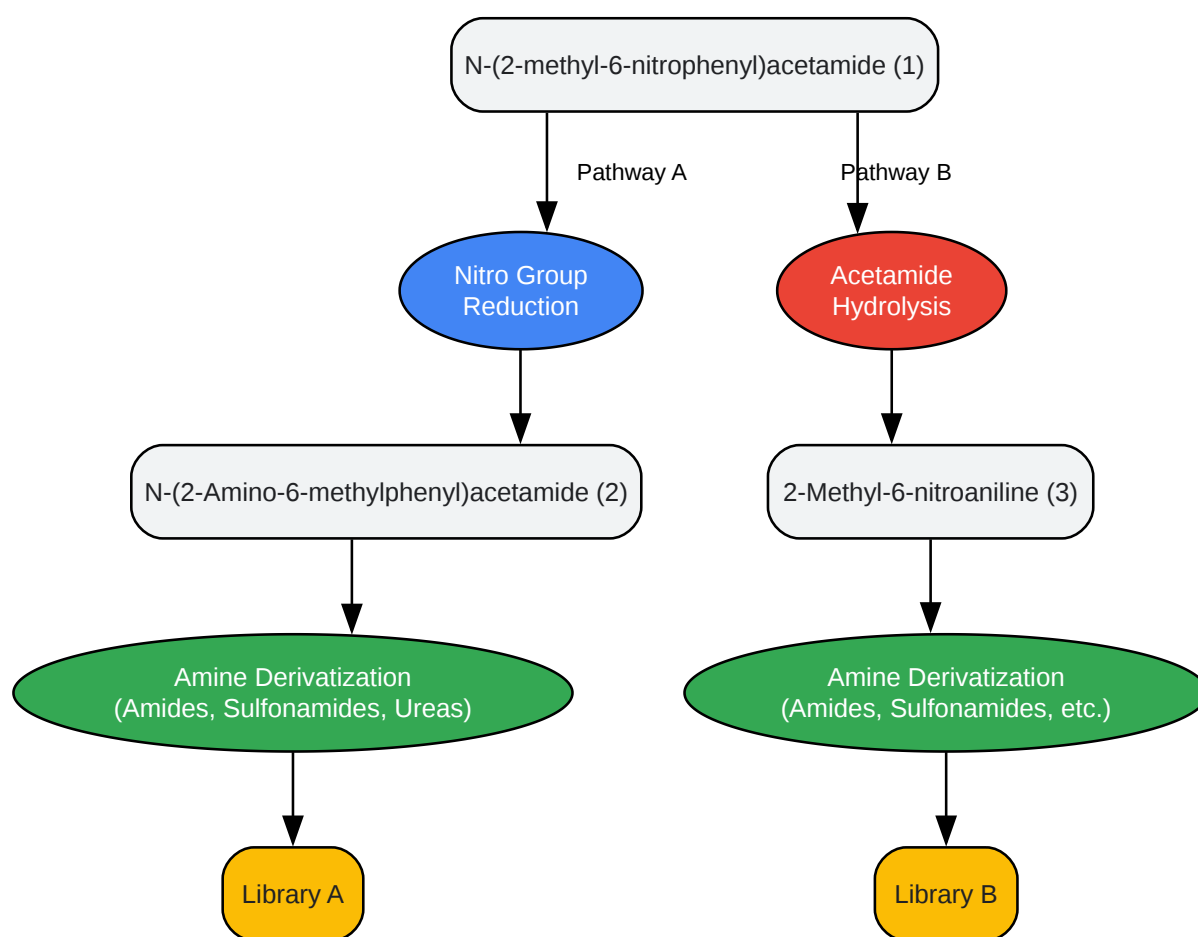 N-(2-methyl-6-nitrophenyl)acetamide (1)
Pathway A
Pathway B
Nitro Group
Reduction
Acetamide
Hydrolysis
N-(2-Amino-6-methylphenyl)acetamide (2)
2-Methyl-6-nitroaniline (3)
Amine Derivatization
(Amides, Sulfonamides, Ureas)
Amine Derivatization
(Amides, Sulfonamides, etc.)
Library A
Library B